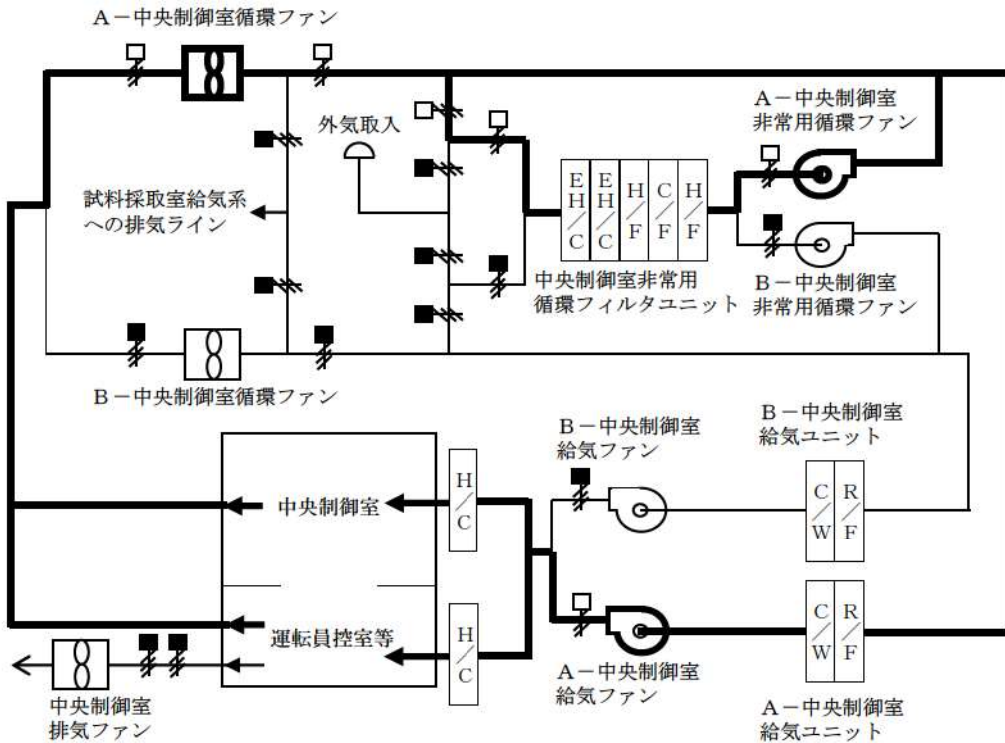 A－中央制御室循環ファン
外気取入
A－中央制御室
非常用循環ファン
試料採取室給気系
への排気ライン
EH/C
EH/C
H/F
C/F
H/F
中央制御室非常用
循環フィルタユニット
B－中央制御室
非常用循環ファン
B－中央制御室循環ファン
B－中央制御室
給気ファン
B－中央制御室
給気ユニット
中央制御室
H/C
C/W
R/F
運転員控室等
H/C
C/W
R/F
中央制御室
排気ファン
A－中央制御室
給気ファン
A－中央制御室
給気ユニット